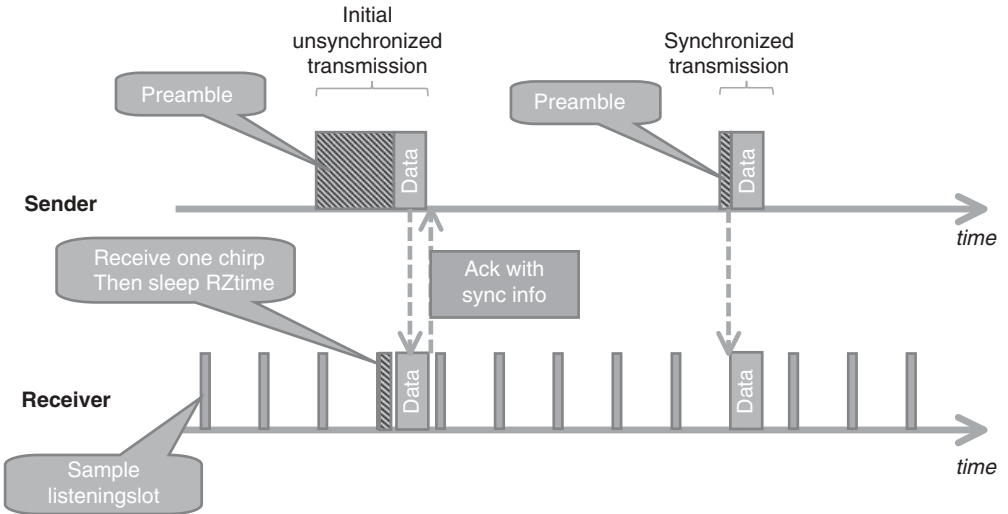 Initial
unsynchronized
transmission
Synchronized
transmission
Preamble
Preamble
Data
Data
Sender
time
Receive one chirp
Then sleep RZtime
Ack with
sync info
Data
Data
Receiver
time
Sample
listeningslot